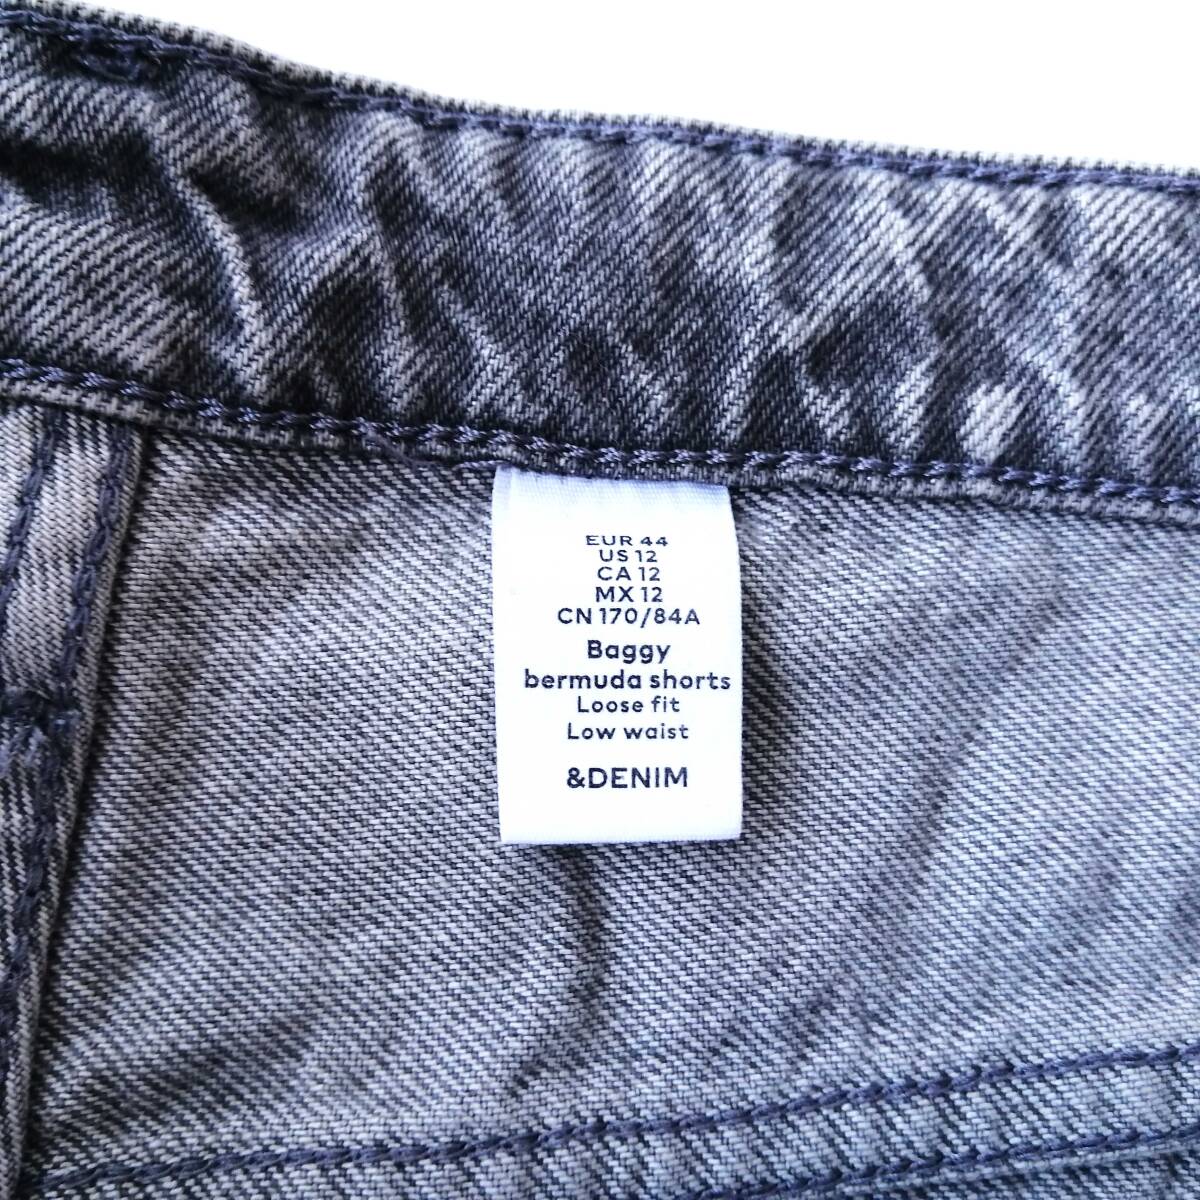 EUR 44
US 12
CA 12
MX 12
CN 170/84A
Baggy
bermuda shorts
Loose fit
Low waist
&DENIM